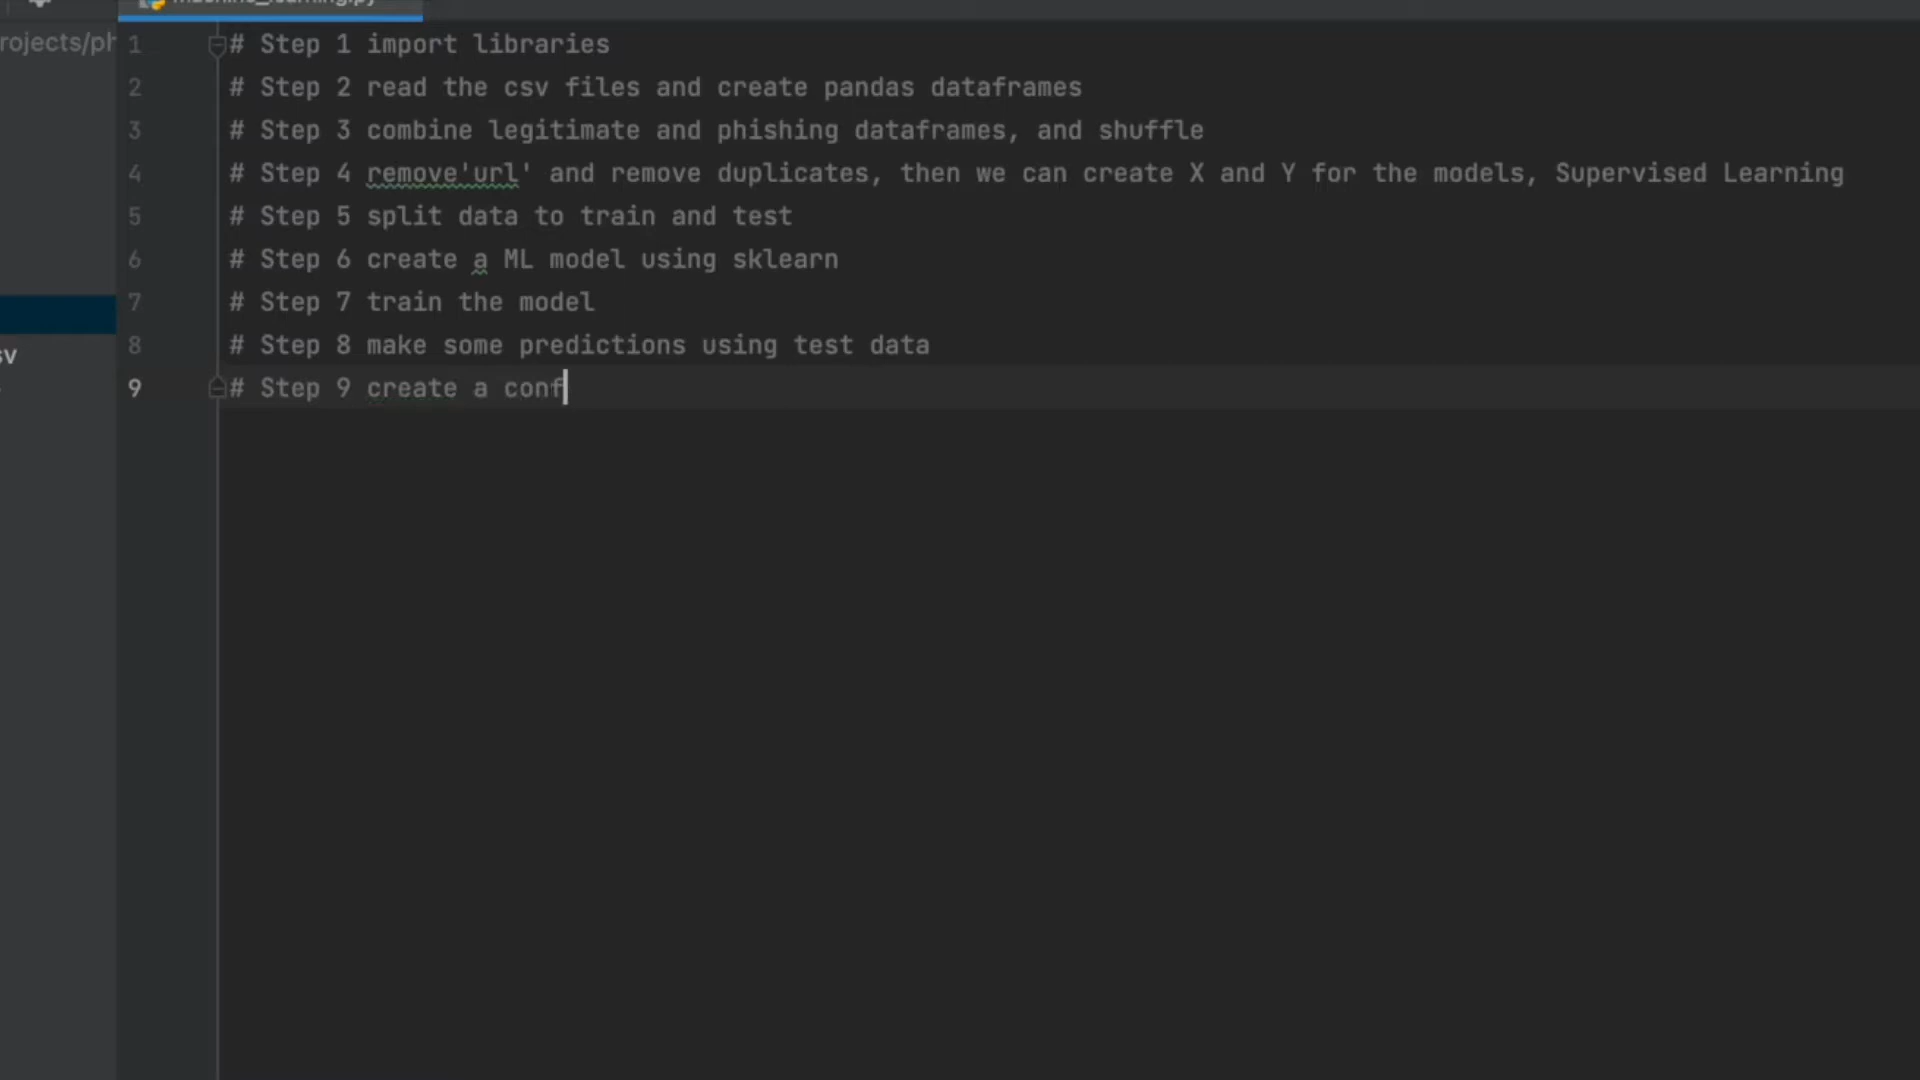 machine_learning.py
rojects/ph
1 # Step 1 import libraries
2 # Step 2 read the csv files and create pandas dataframes
3 # Step 3 combine legitimate and phishing dataframes, and shuffle
4 # Step 4 remove'url' and remove duplicates, then we can create X and Y for the models, Supervised Learning
5 # Step 5 split data to train and test
6 # Step 6 create a ML model using sklearn
7 # Step 7 train the model
8 # Step 8 make some predictions using test data
sv
9 # Step 9 create a conf